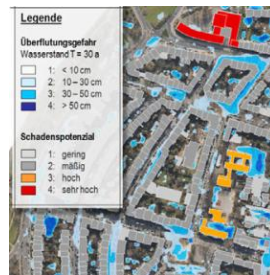 Legende
Überflutungsgefahr
Wasserstand T = 30 a
1: < 10 cm
2: 10 – 30 cm
3: 30 – 50 cm
4: > 50 cm
Schadenspotenzial
1: gering
2: mäßig
3: hoch
4: sehr hoch